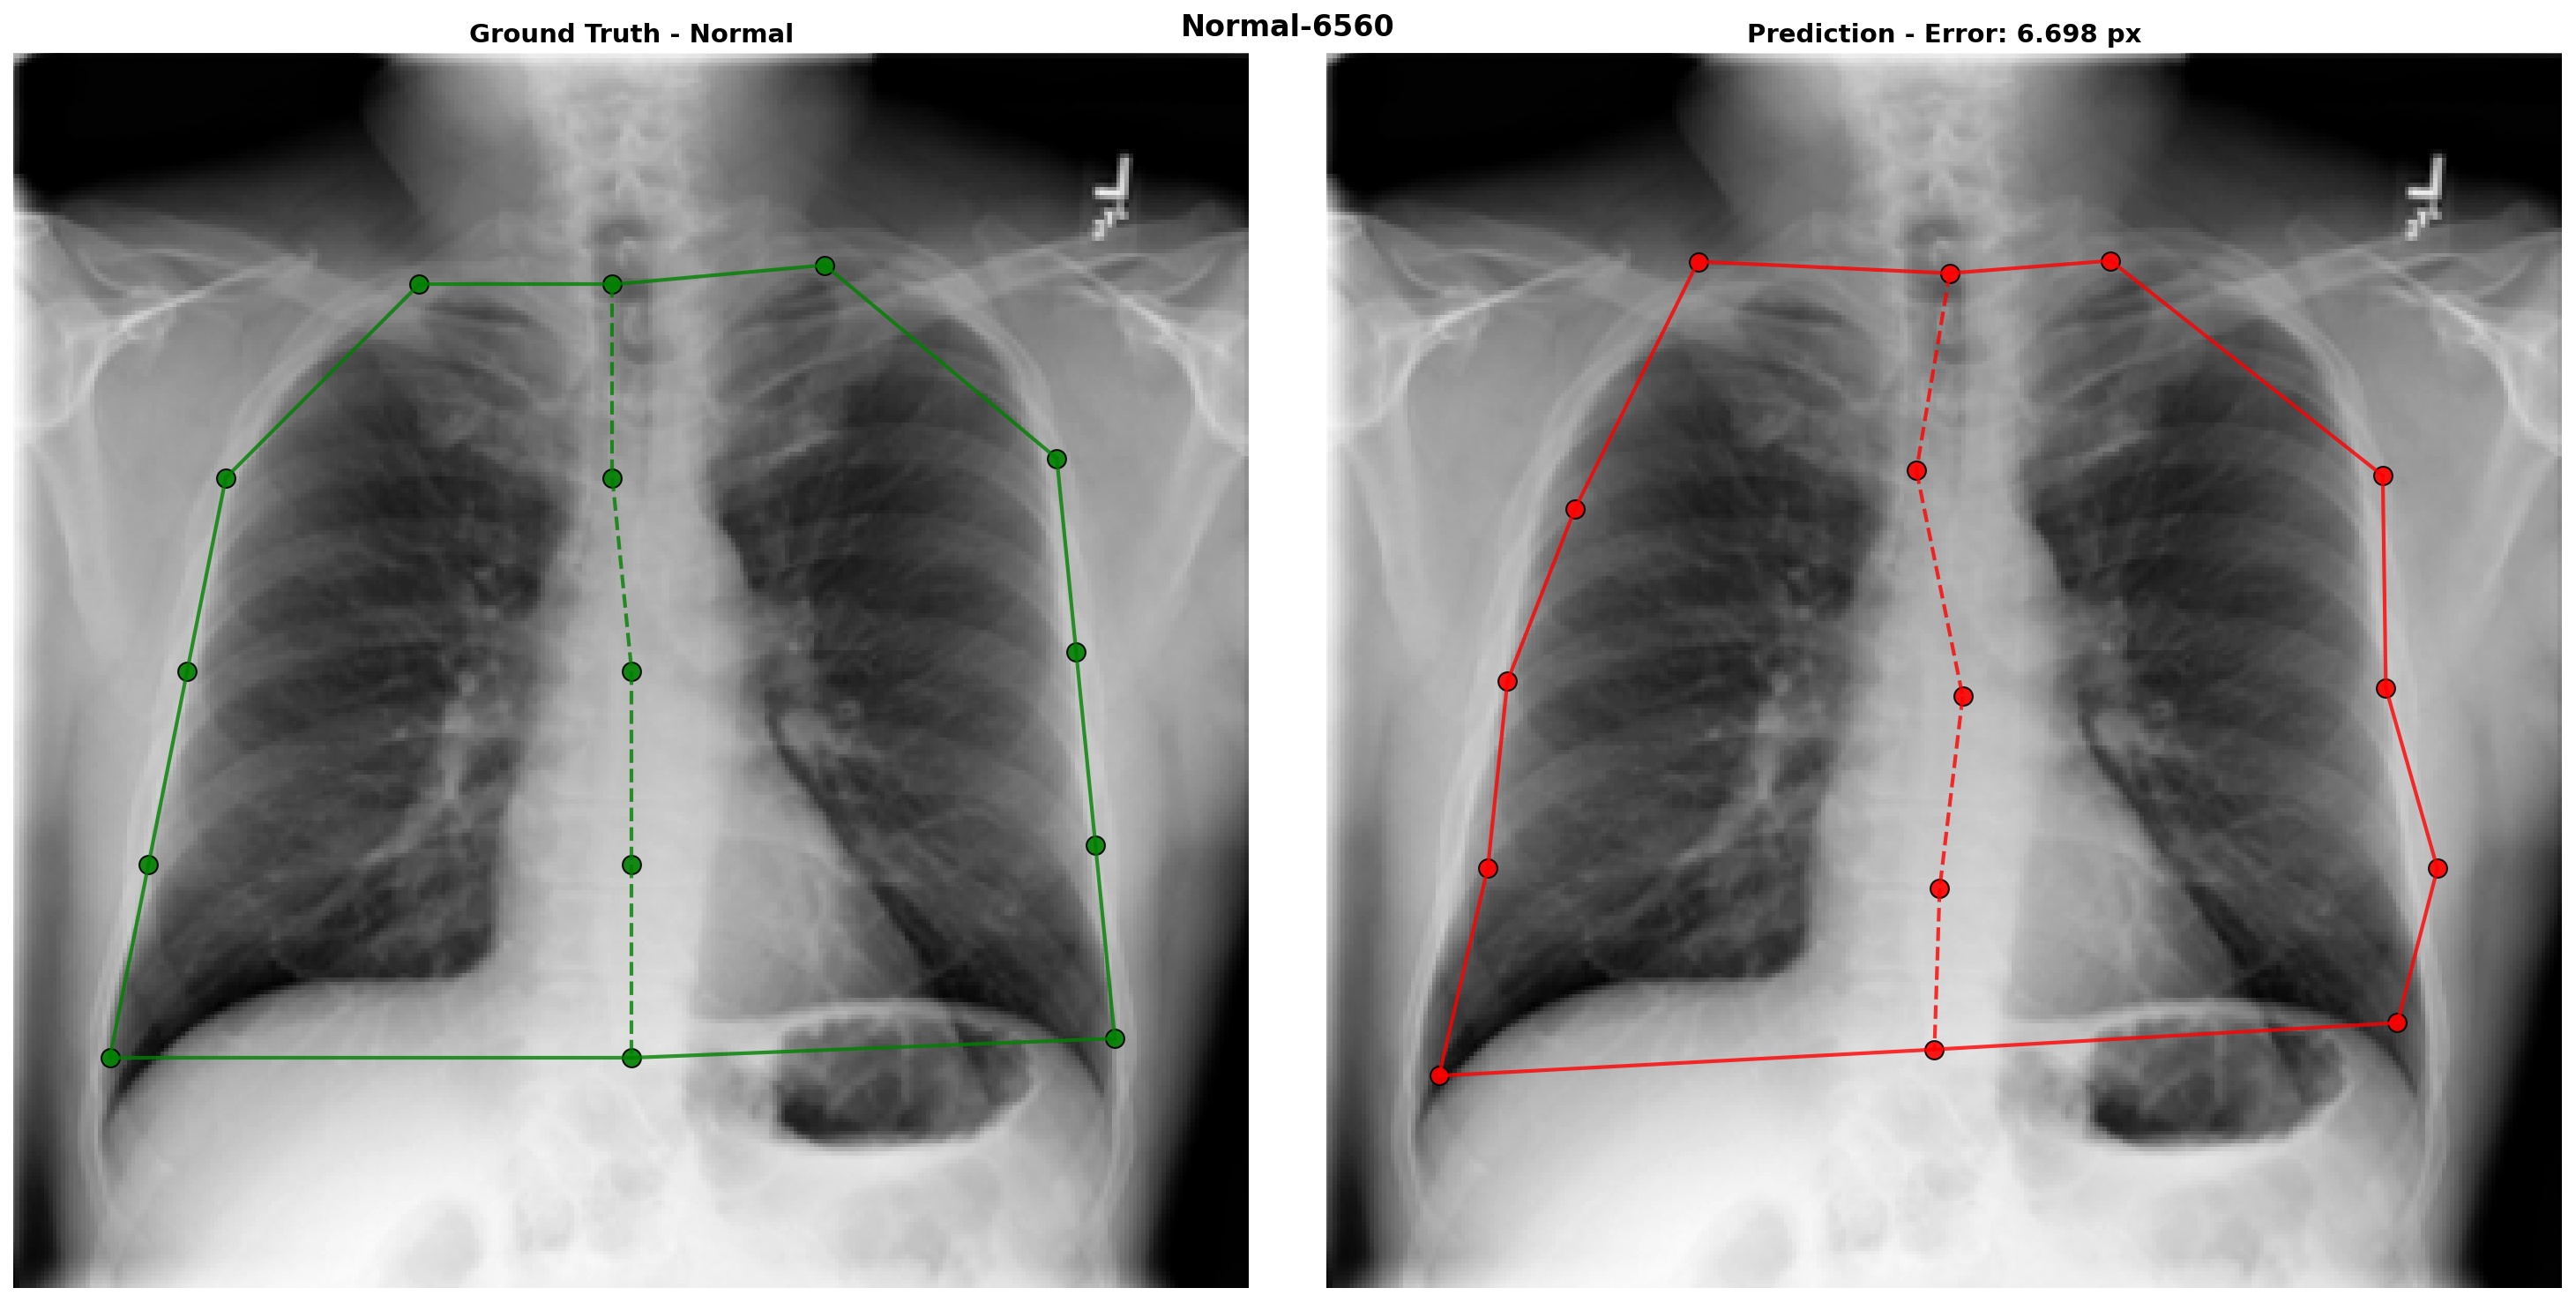 Normal-6560
Ground Truth - Normal
Prediction - Error: 6.698 px
L
L